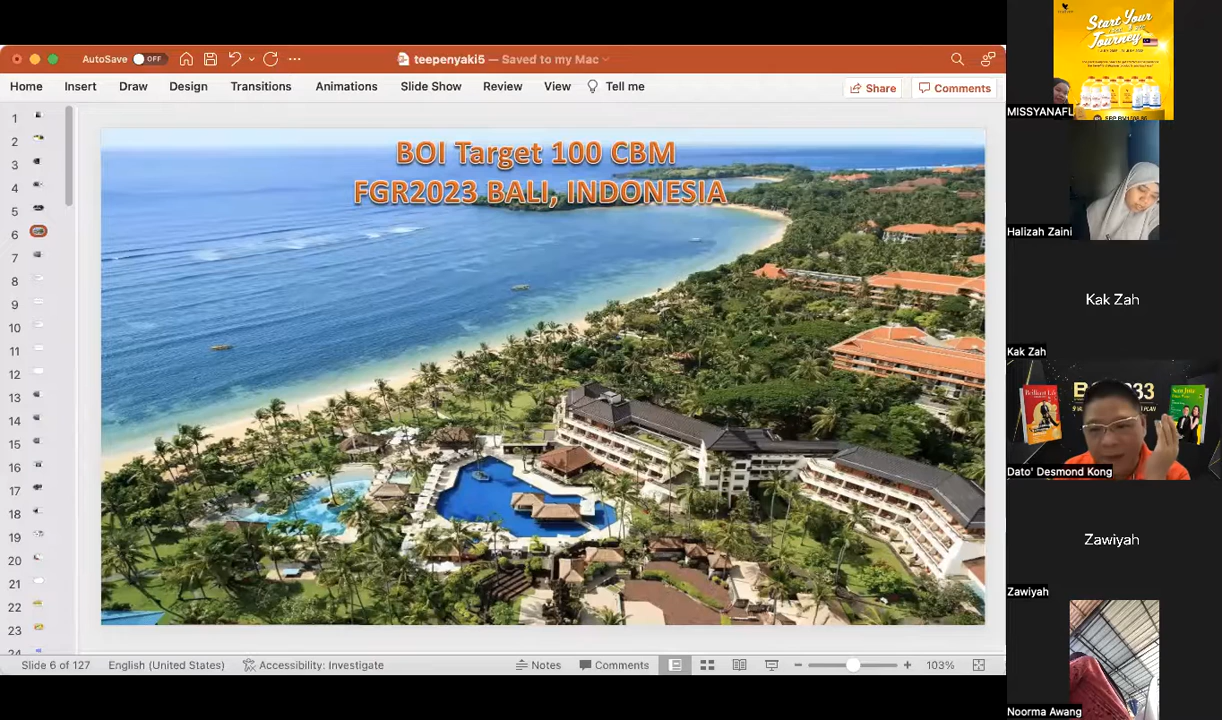 AutoSave OFF
teepenyaki5 — Saved to my Mac
Home Insert Draw Design Transitions Animations Slide Show Review View Tell me
Share Comments
1
2
3
4
5
6
7
8
9
10
11
12
13
14
15
16
17
18
19
20
21
22
23
24
BOI Target 100 CBM
FGR2023 BALI, INDONESIA
Slide 6 of 127 English (United States) Accessibility: Investigate Notes Comments 103%
Start Your
Journey
MISSYANAFLP
Halizah Zaini
Kak Zah
Kak Zah
Dato' Desmond Kong
Zawiyah
Zawiyah
Noorma Awang